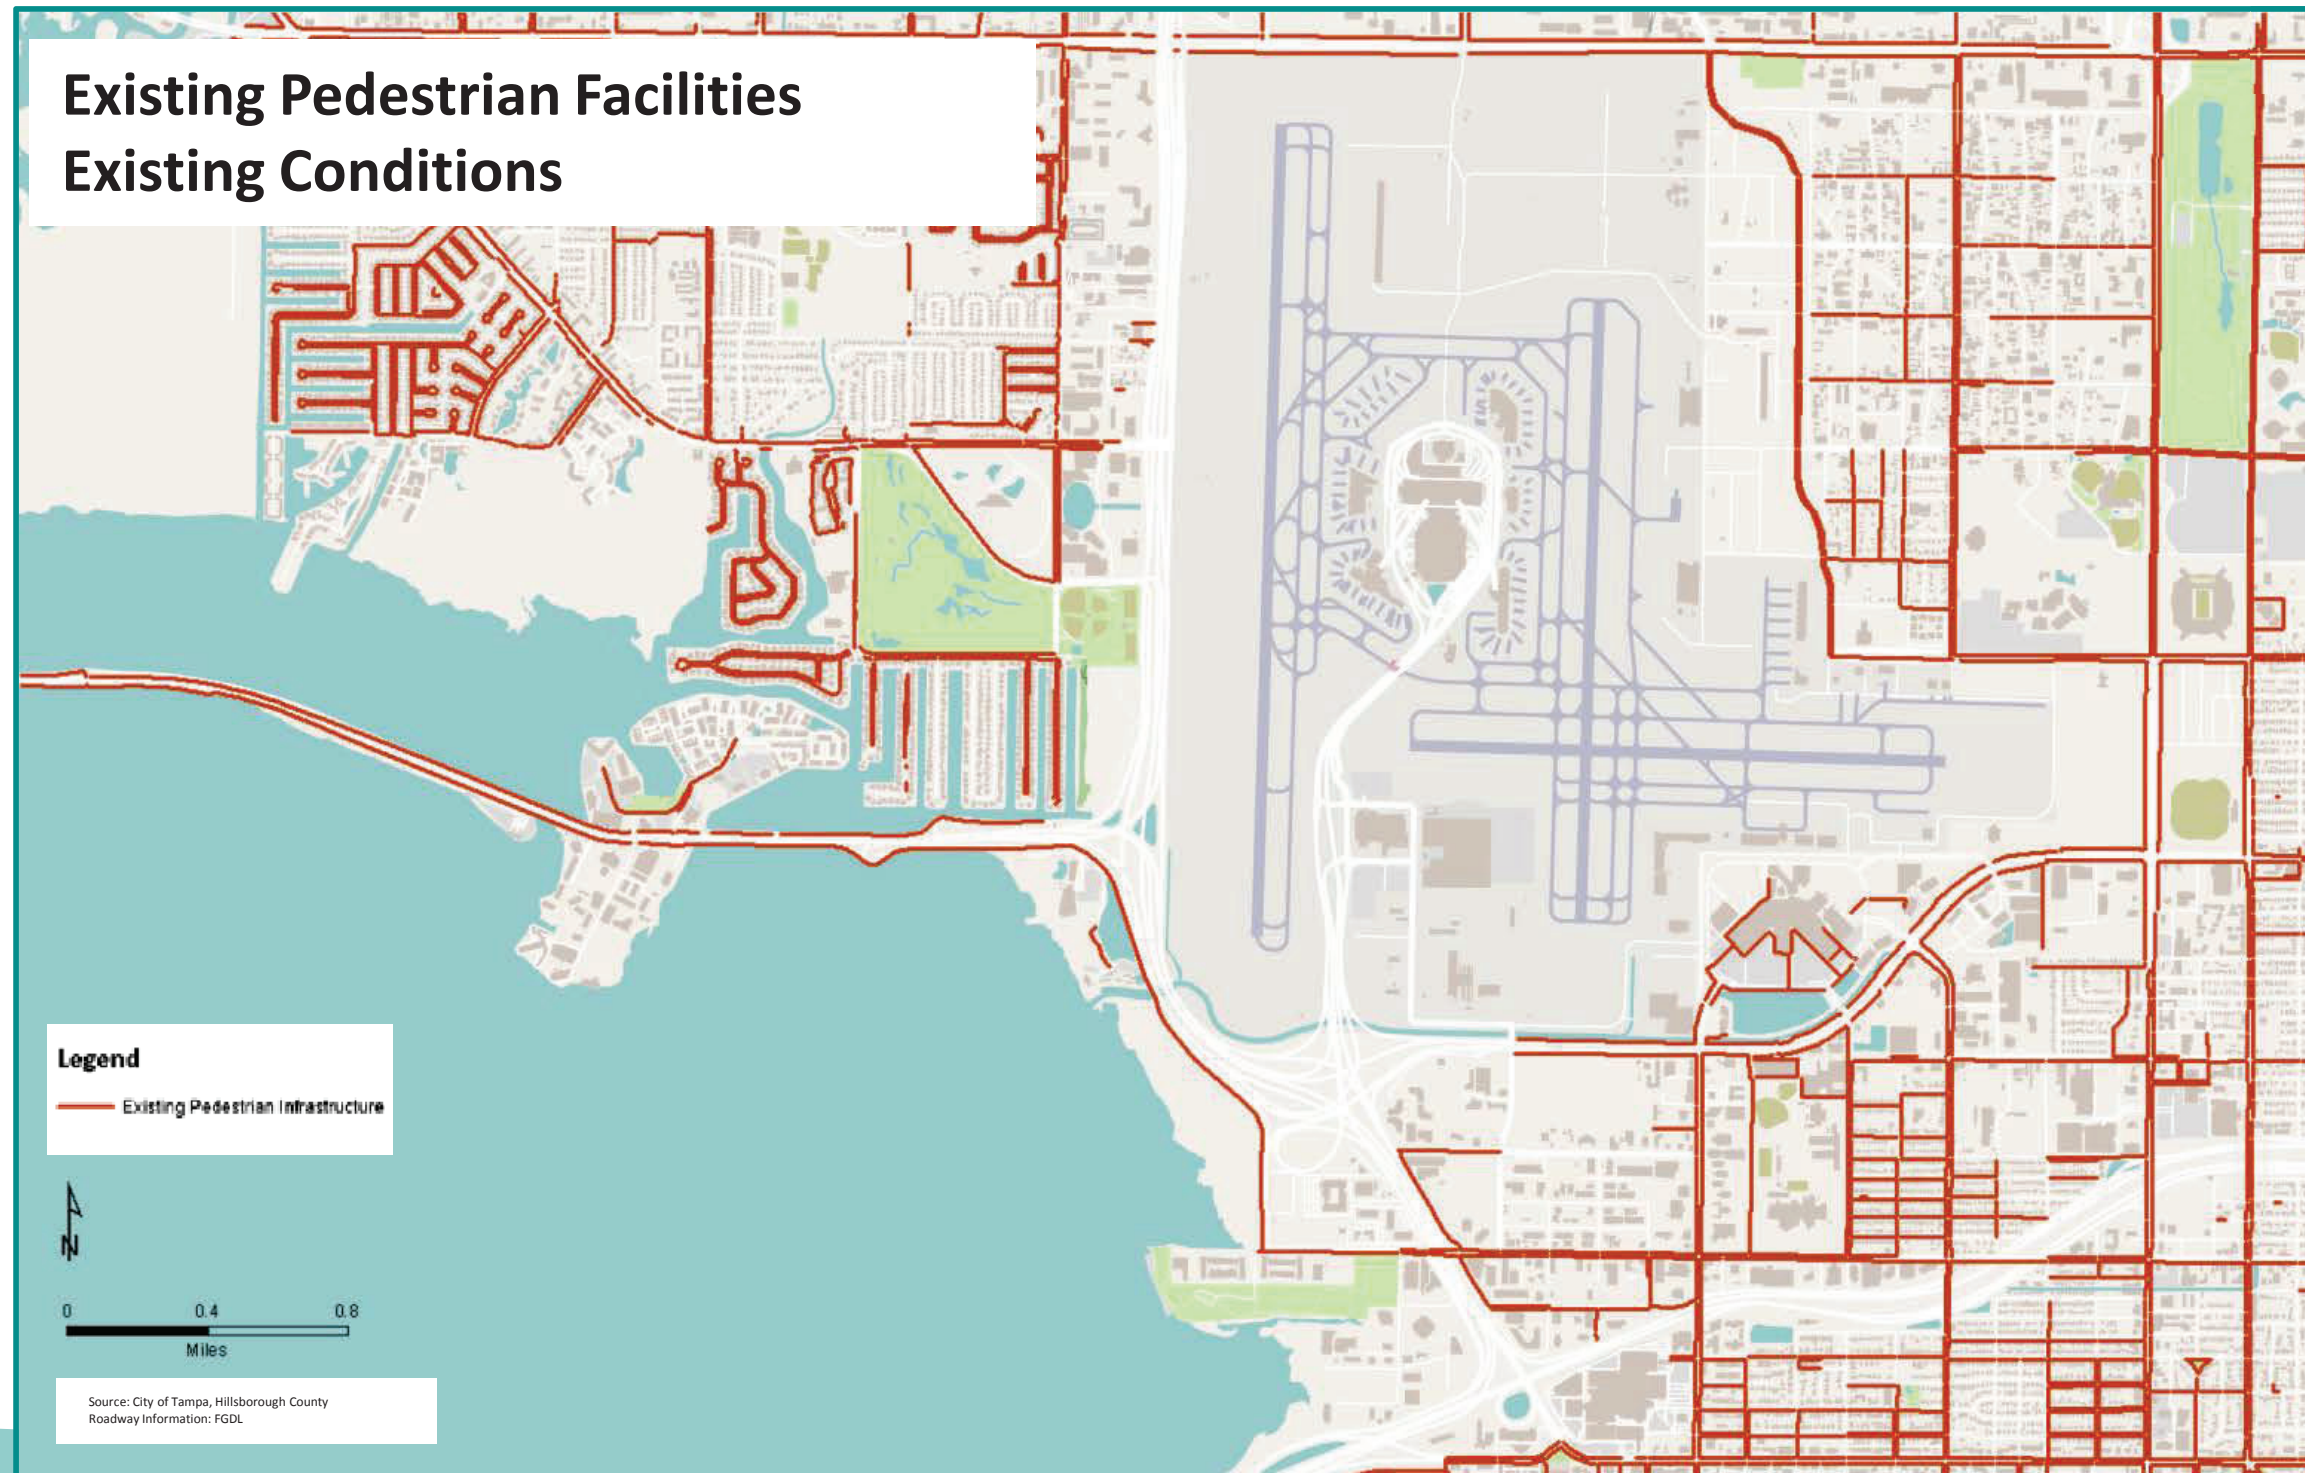 Existing Pedestrian Facilities
Existing Conditions
Legend
Existing Pedestrian Infrastructure
N
0 0.4 0.8
Miles
Source: City of Tampa, Hillsborough County
Roadway Information: FGDL